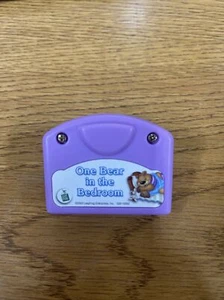 One Bear
in the
Bedroom